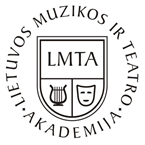 LIETUVOS MUZIKOS IR TEATRO
LMTA
· AKADEMIJA ·